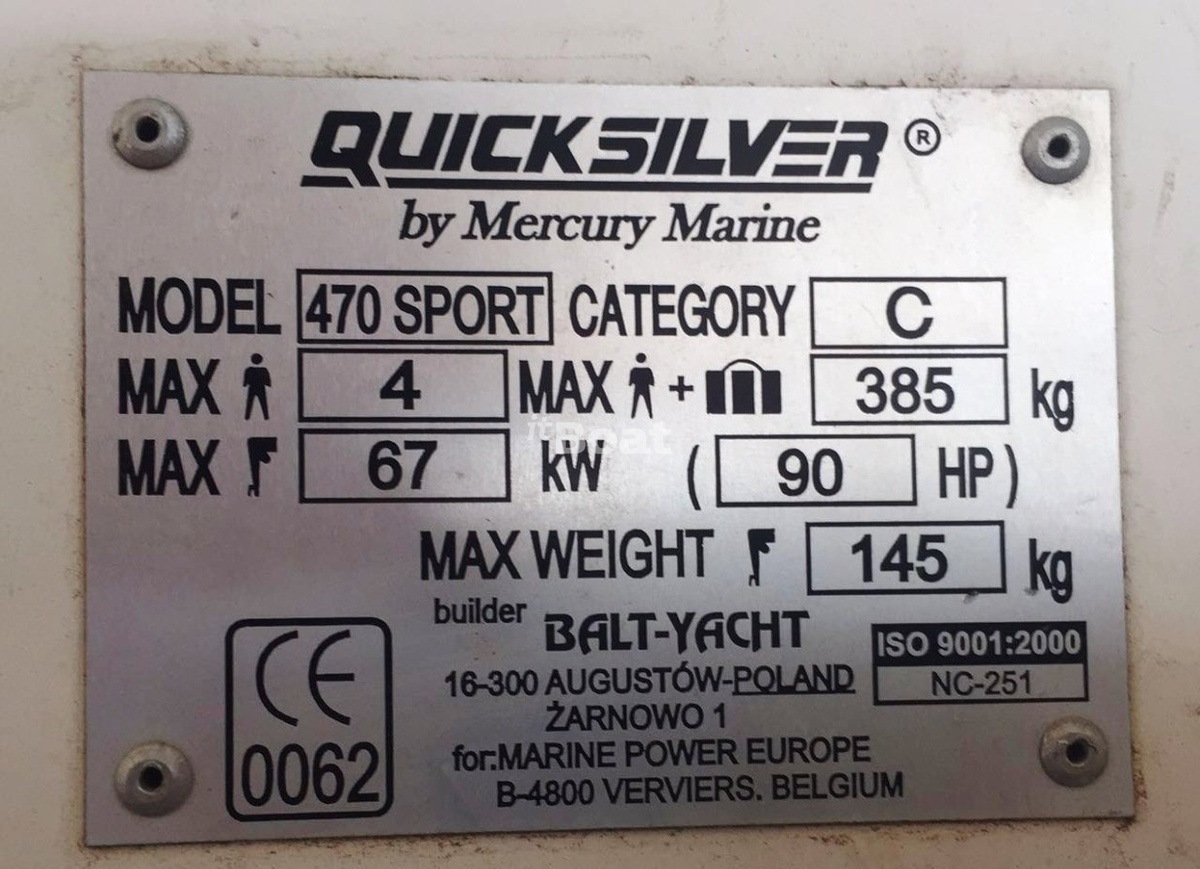 QUICKSILVER ®
by Mercury Marine
MODEL 470 SPORT CATEGORY C
MAX 4 MAX + 385 kg
MAX 67 kW ( 90 HP )
itBoat
MAX WEIGHT 145 kg
builder BALT-YACHT
16-300 AUGUSTÓW-POLAND
ŻARNOWO 1
for:MARINE POWER EUROPE
B-4800 VERVIERS. BELGIUM
ISO 9001:2000
NC-251
CE
0062